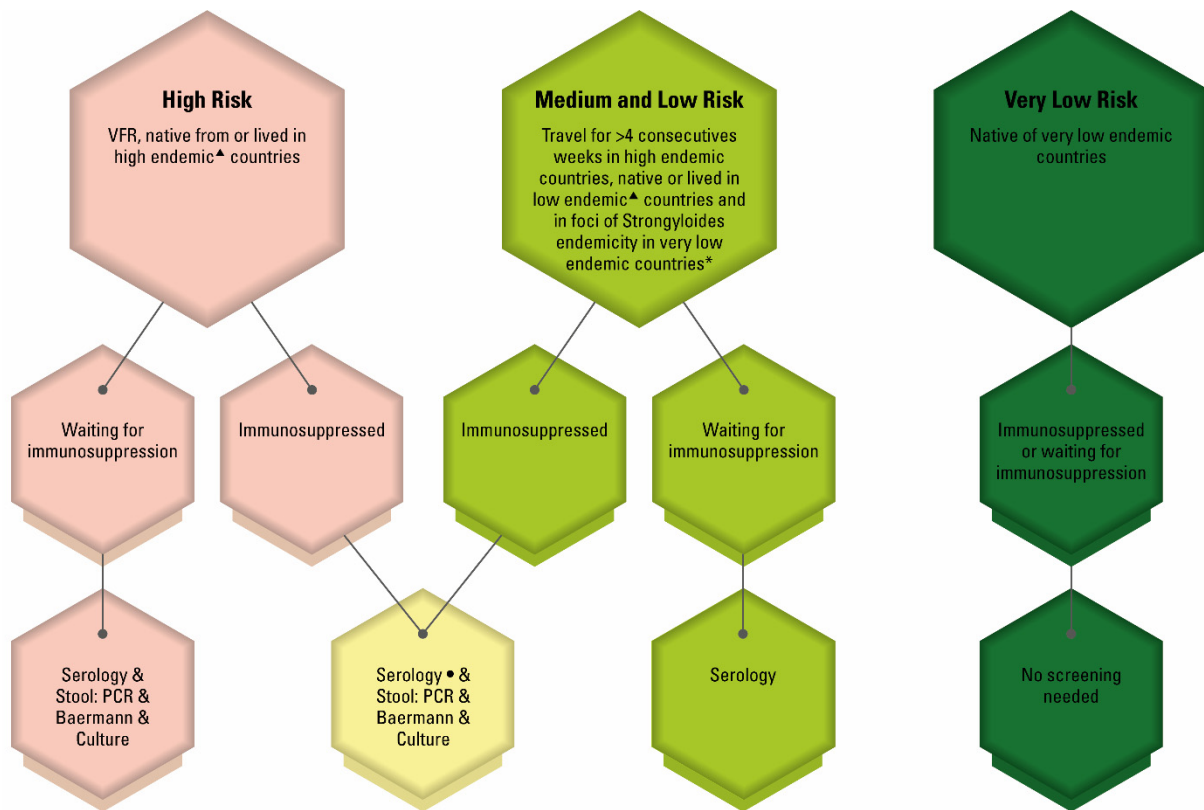 High Risk
VFR, native from or lived in
high endemic▲ countries
Medium and Low Risk
Travel for >4 consecutives
weeks in high endemic
countries, native or lived in
low endemic▲ countries and
in foci of Strongyloides
endemicity in very low
endemic countries*
Very Low Risk
Native of very low endemic
countries
Waiting for
immunosuppression
Immunosuppressed
Immunosuppressed
Waiting for
immunosuppression
Immunosuppressed
or waiting for
immunosuppression
Serology &
Stool: PCR &
Baermann &
Culture
Serology ● &
Stool: PCR &
Baermann &
Culture
Serology
No screening
needed